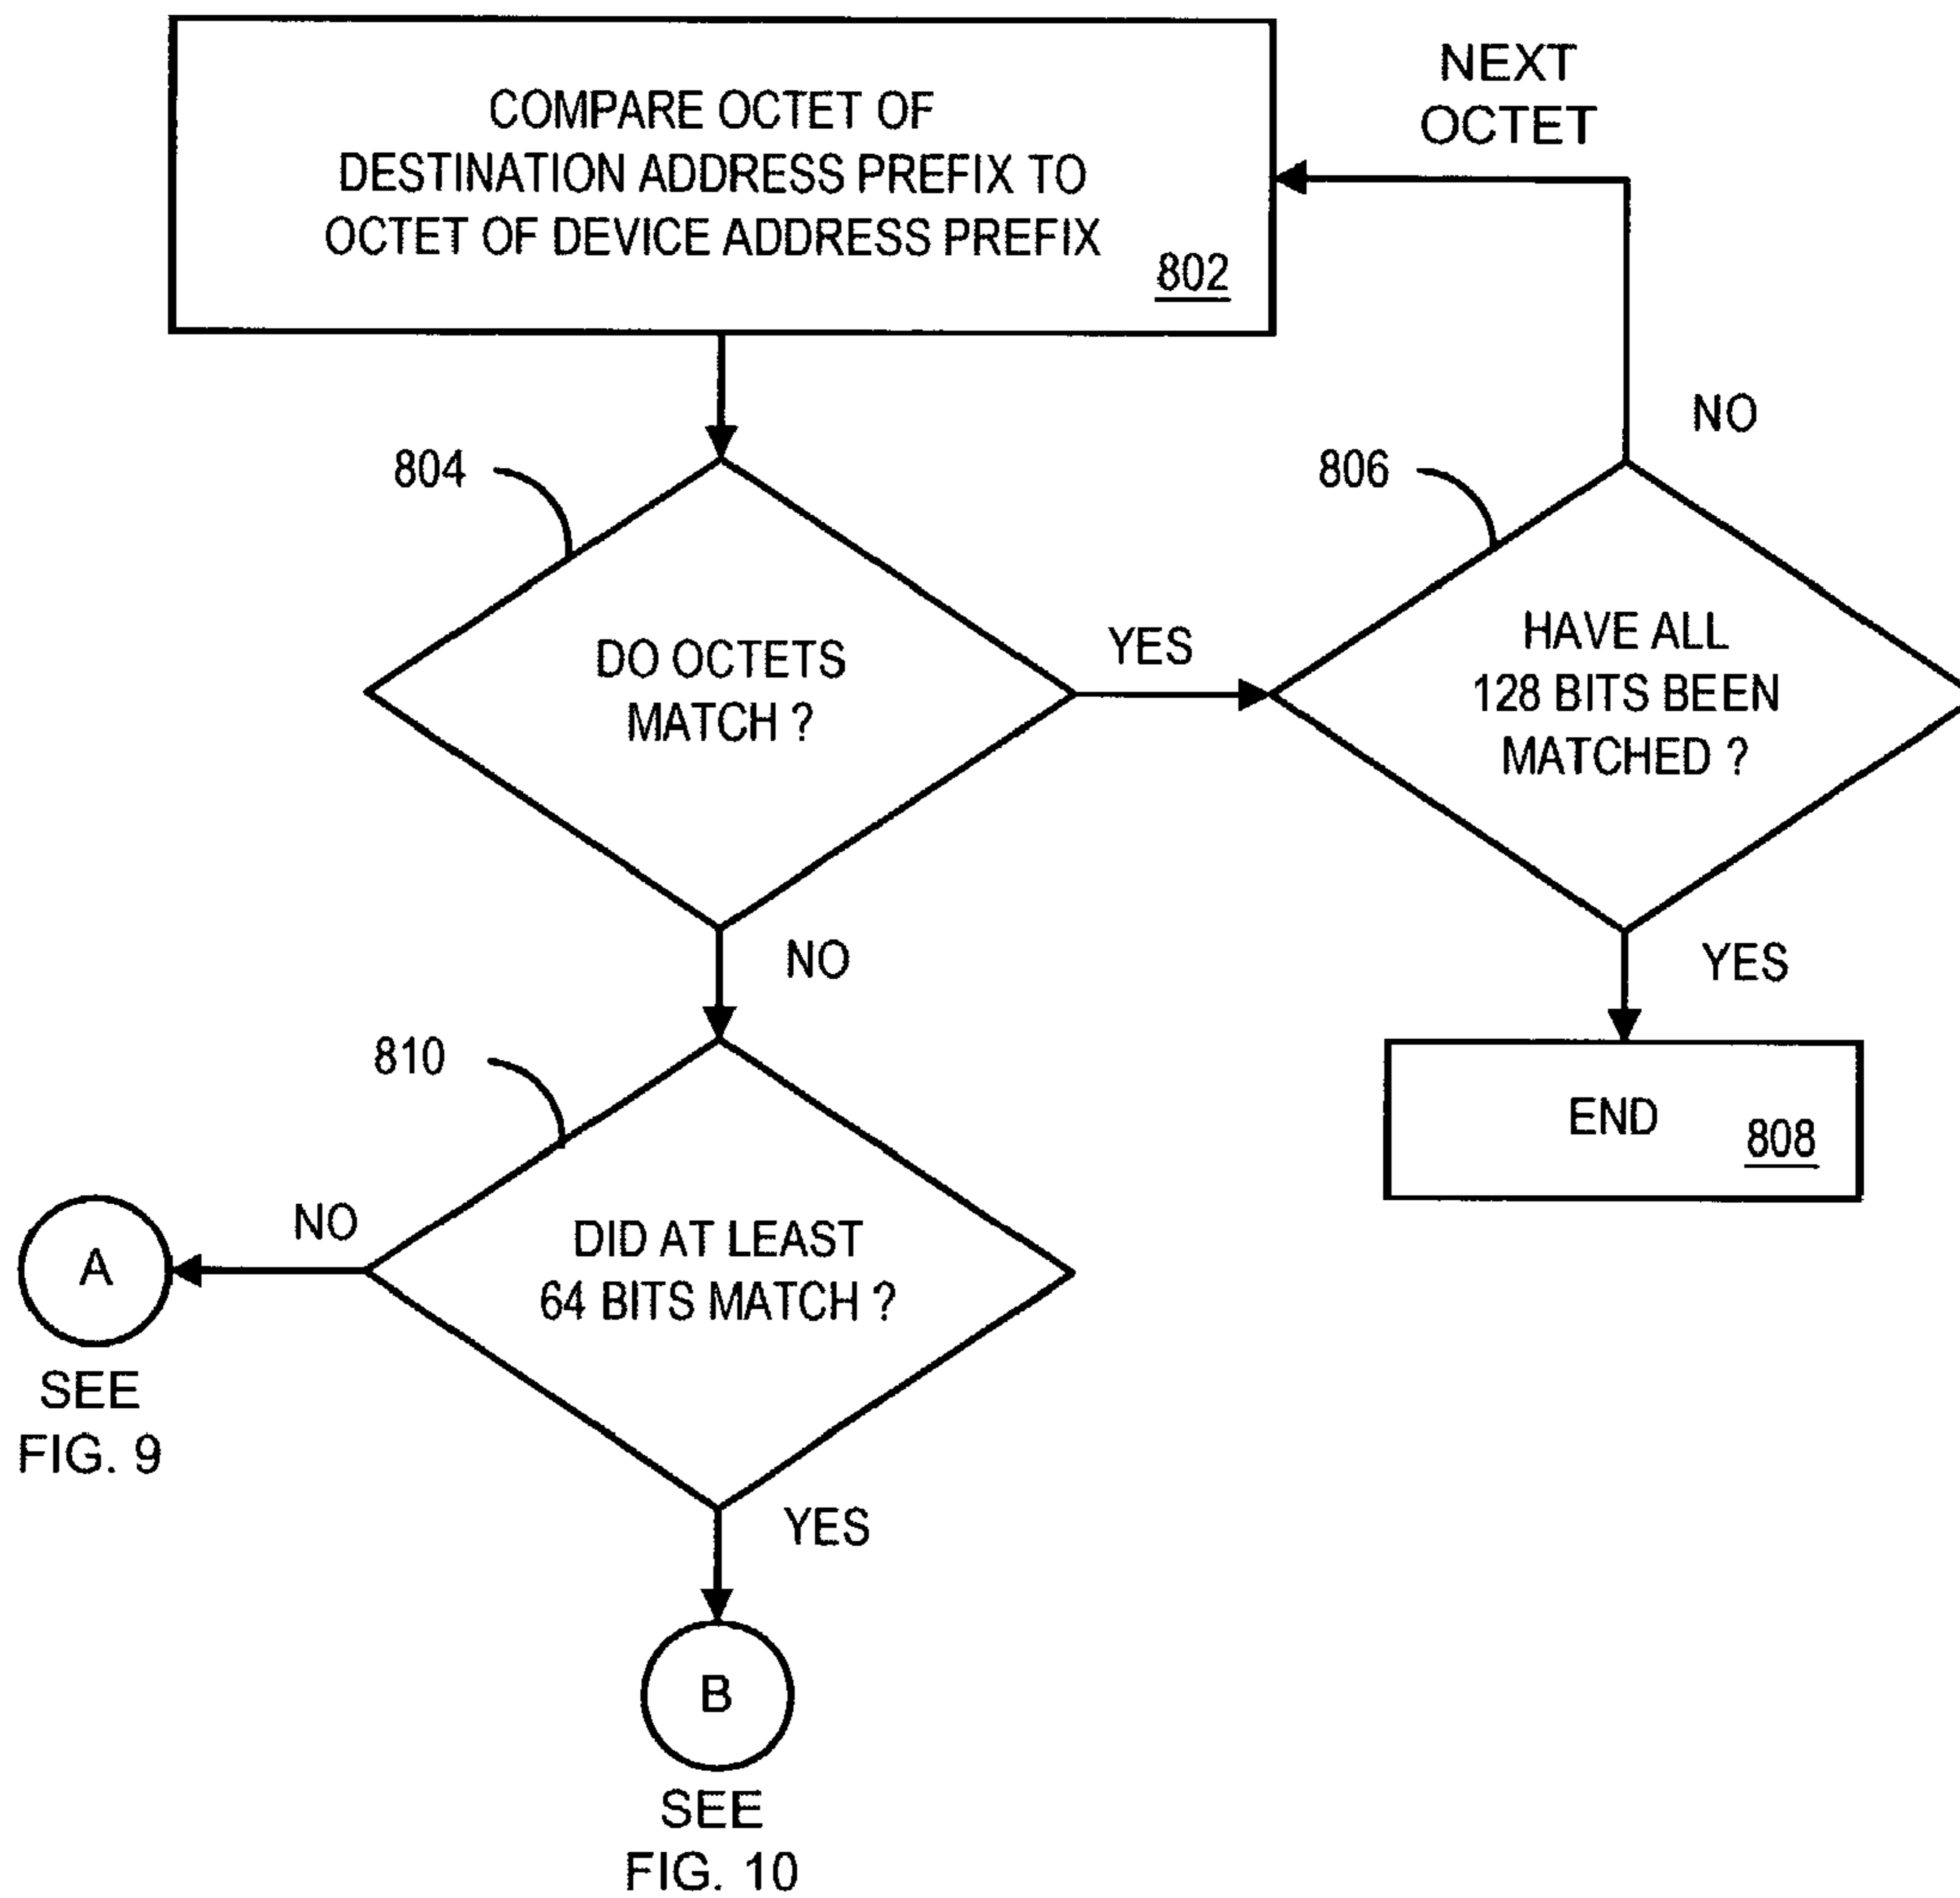 COMPARE OCTET OF
DESTINATION ADDRESS PREFIX TO
OCTET OF DEVICE ADDRESS PREFIX
802
NEXT
OCTET
NO
804
806
DO OCTETS
MATCH ?
YES
HAVE ALL
128 BITS BEEN
MATCHED ?
NO
YES
810
END
808
NO
DID AT LEAST
64 BITS MATCH ?
A
SEE
FIG. 9
YES
B
SEE
FIG. 10